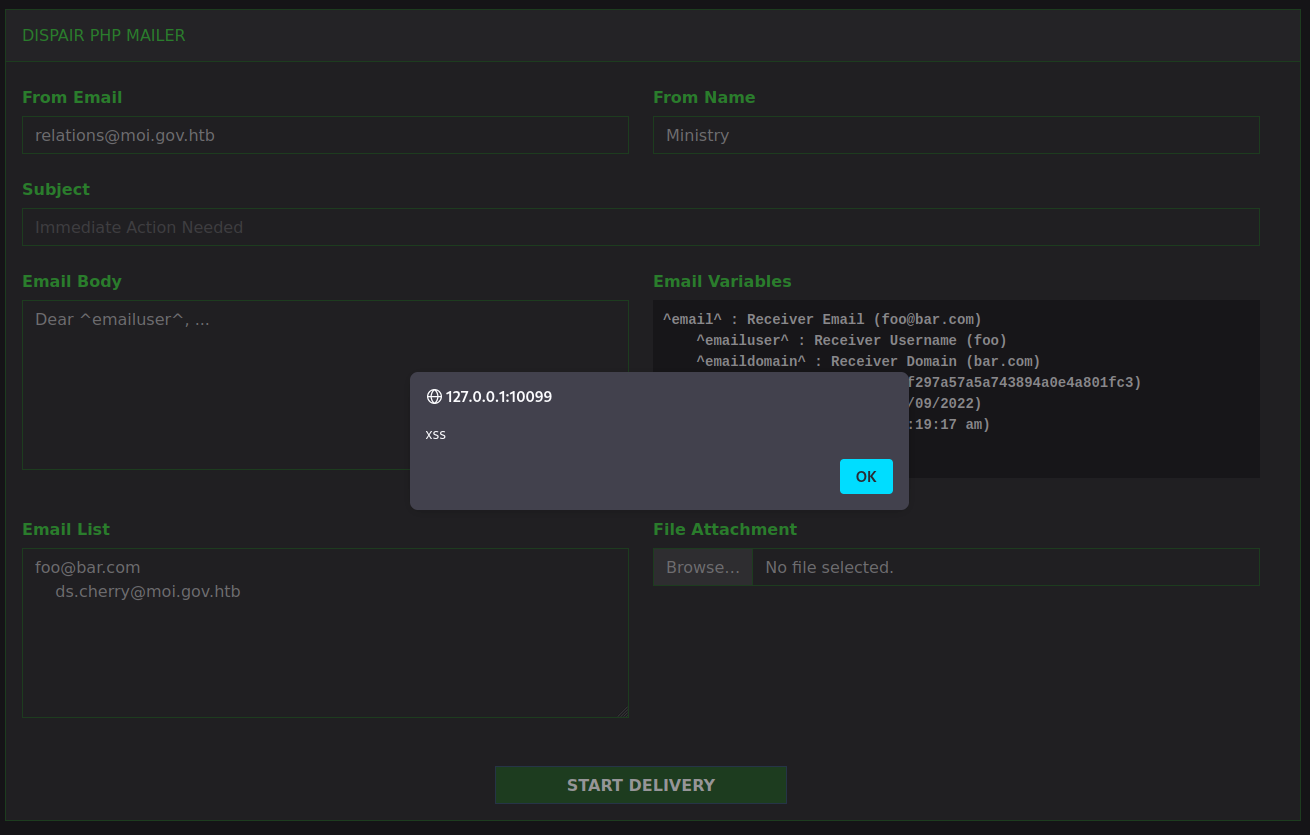 DISPAIR PHP MAILER
From Email
From Name
relations@moi.gov.htb
Ministry
Subject
Immediate Action Needed
Email Body
Email Variables
Dear ^emailuser^, ...
^email^ : Receiver Email (foo@bar.com)
^emailuser^ : Receiver Username (foo)
^emaildomain^ : Receiver Domain (bar.com)
f297a57a5a743894a0e4a801fc3)
/09/2022)
:19:17 am)
127.0.0.1:10099
xss
OK
Email List
File Attachment
foo@bar.com
ds.cherry@moi.gov.htb
Browse... No file selected.
START DELIVERY